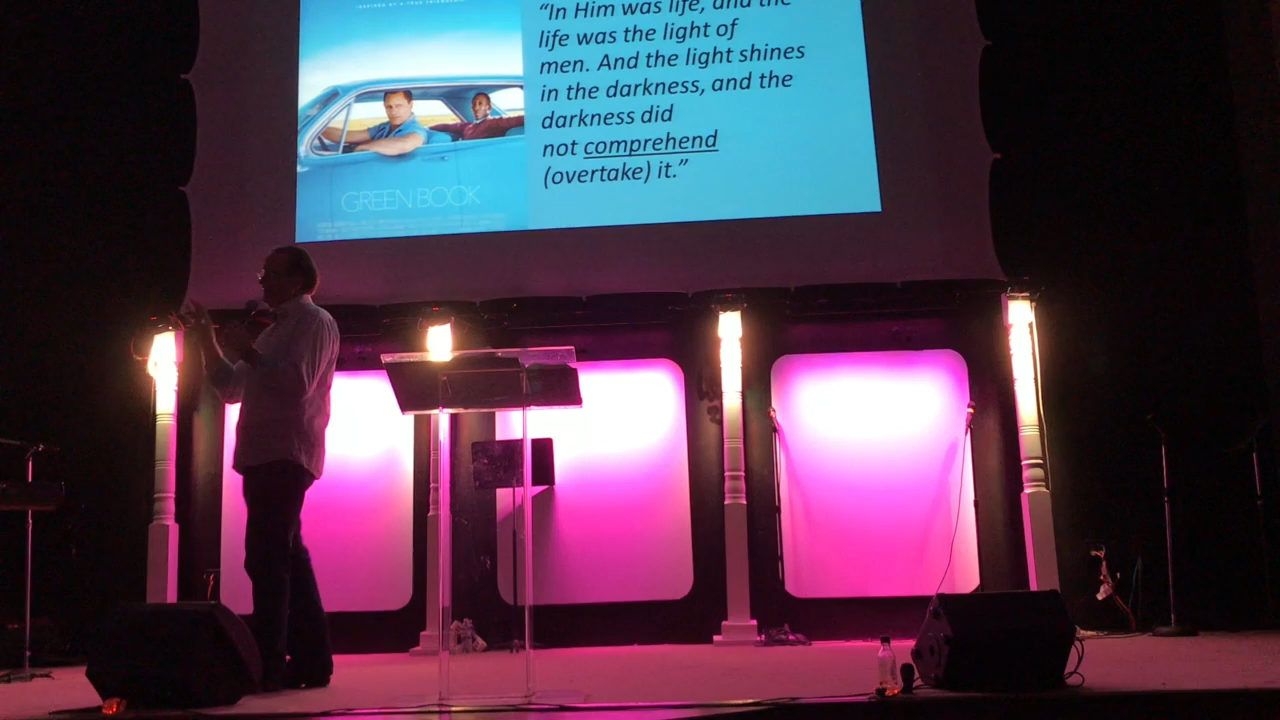 INSPIRED BY A TRUE FRIENDSHIP
“In Him was life, and the
life was the light of
men. And the light shines
in the darkness, and the
darkness did
not comprehend
(overtake) it.”
GREEN BOOK